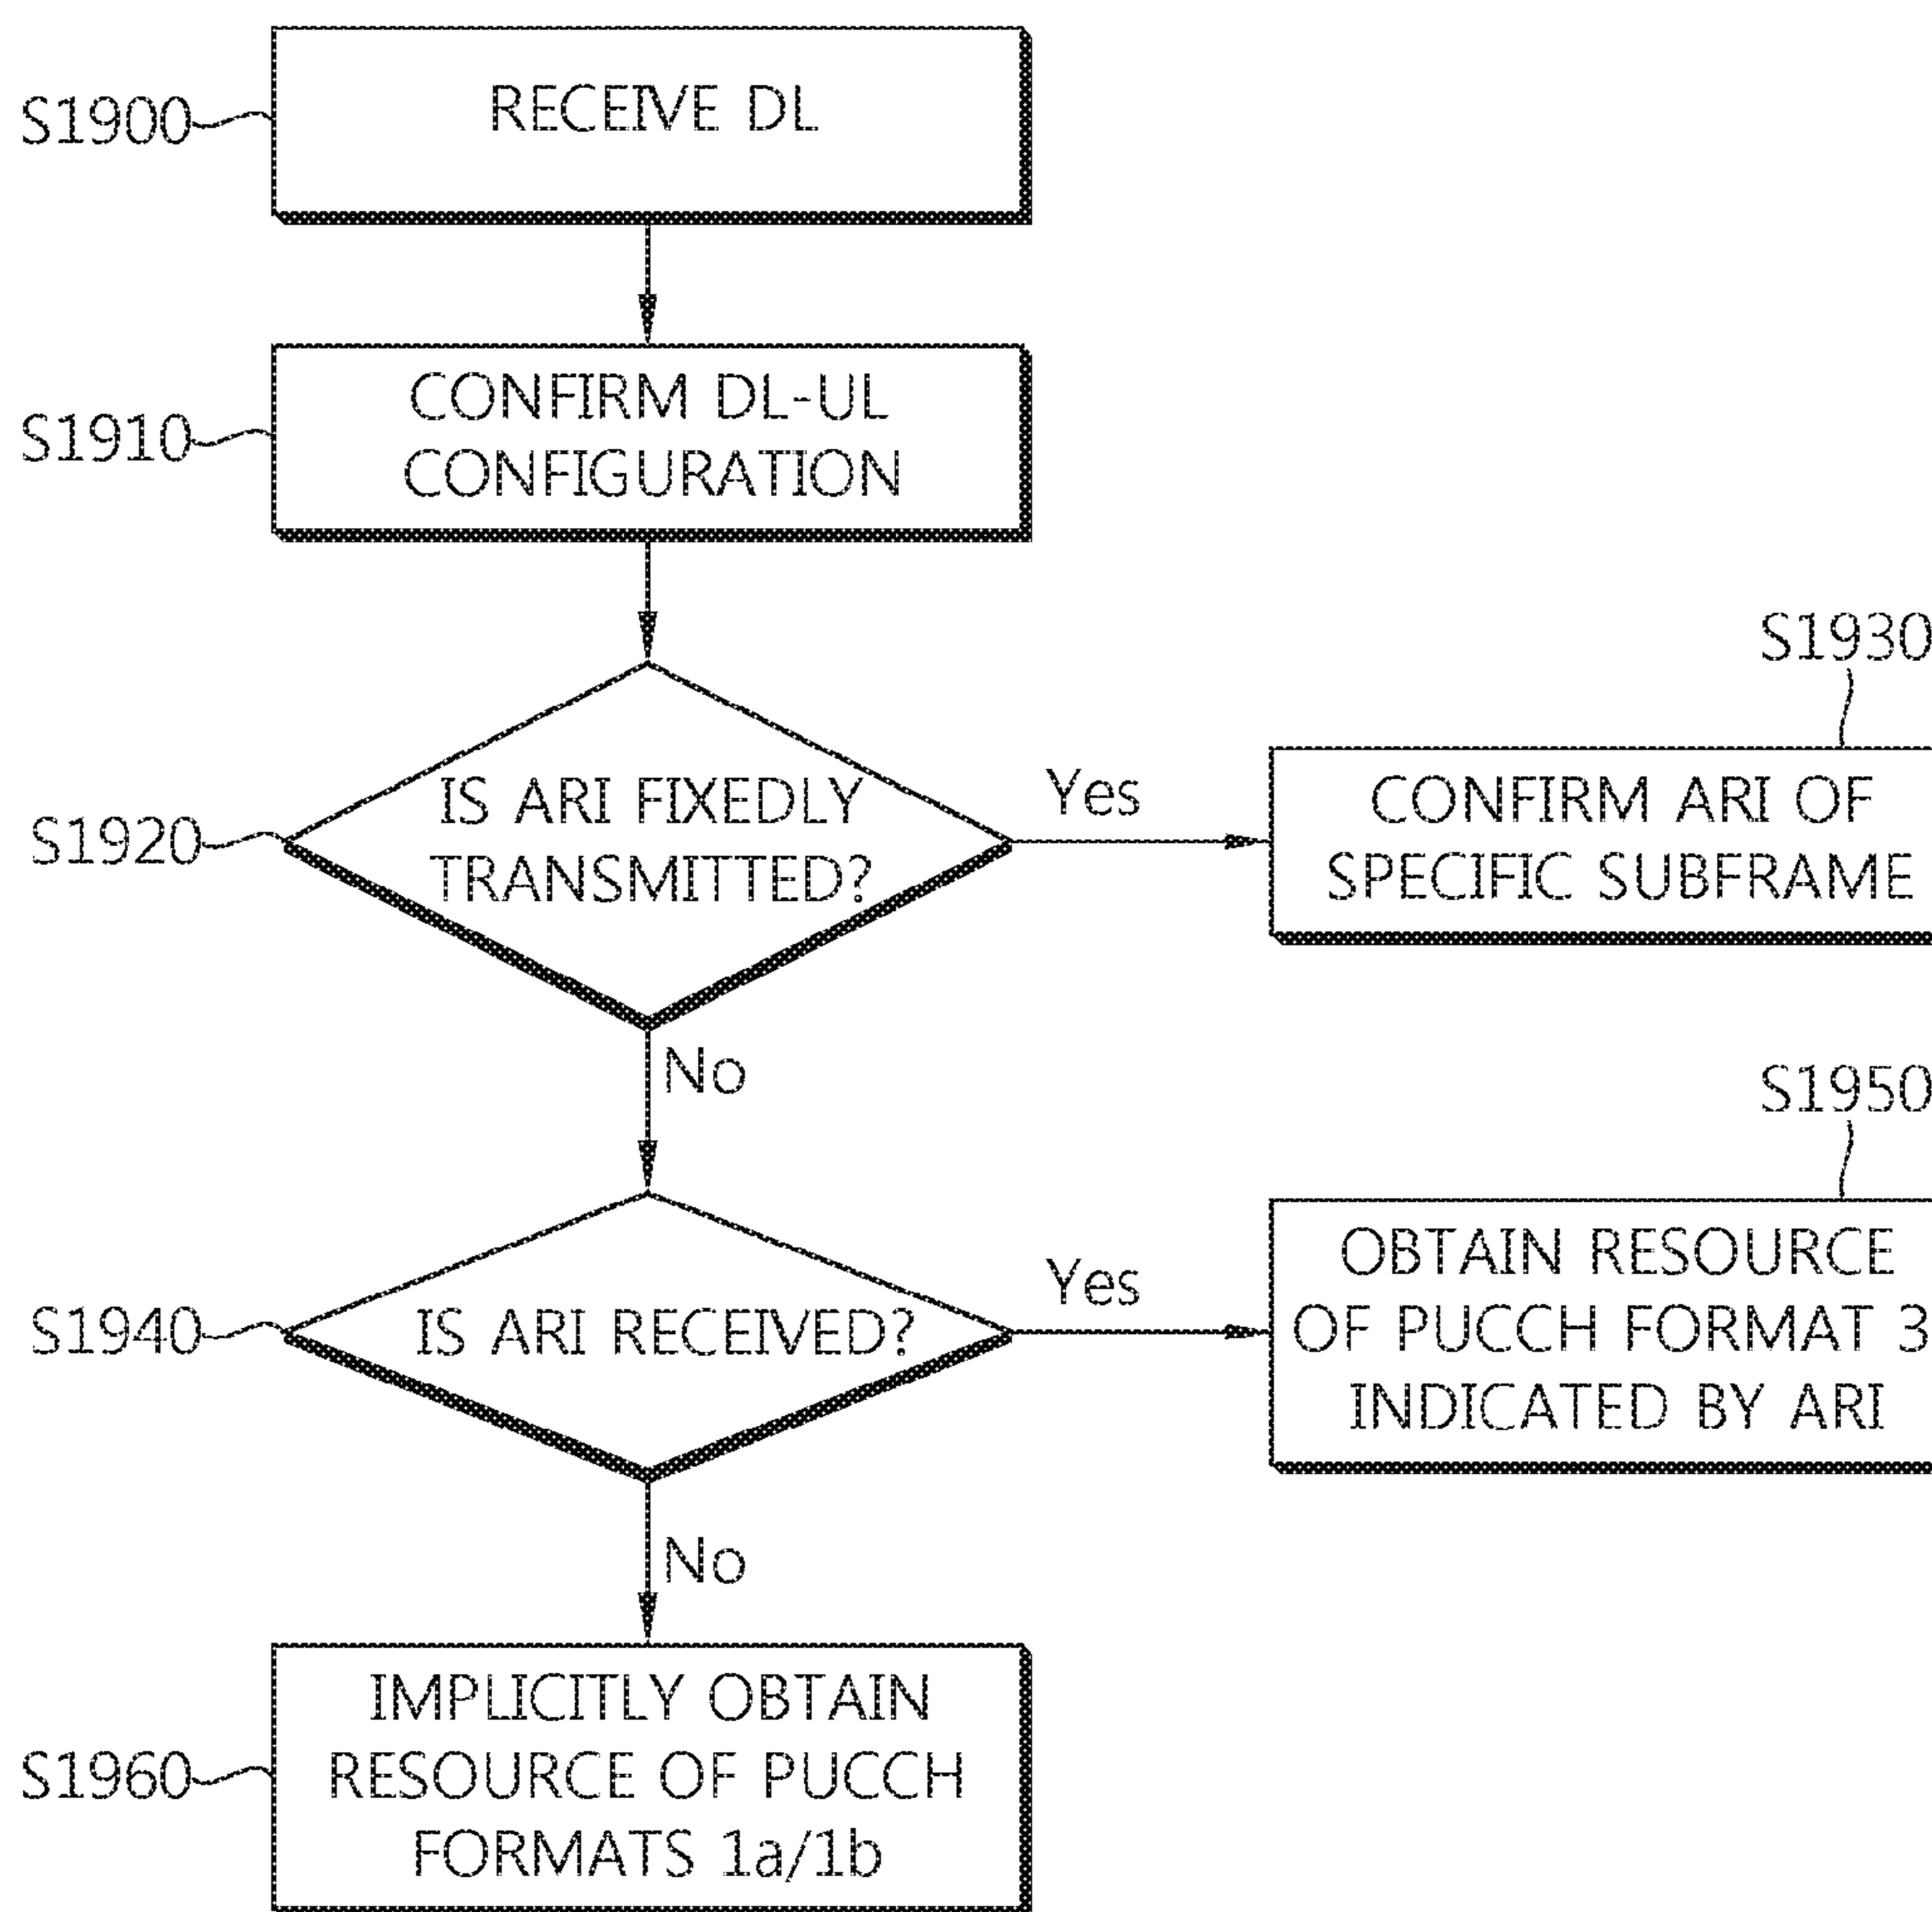 S1900
RECEIVE DL
S1910
CONFIRM DL-UL
CONFIGURATION
S1920
IS ARI FIXEDLY
TRANSMITTED?
Yes
S1930
CONFIRM ARI OF
SPECIFIC SUBFRAME
No
S1940
IS ARI RECEIVED?
Yes
S1950
OBTAIN RESOURCE
OF PUCCH FORMAT 3
INDICATED BY ARI
No
S1960
IMPLICITLY OBTAIN
RESOURCE OF PUCCH
FORMATS 1a/1b